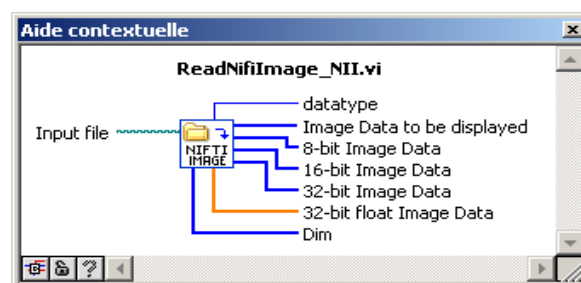 Aide contextuelle
ReadNifiImage_NII.vi
datatype
Input file
Image Data to be displayed
8-bit Image Data
16-bit Image Data
32-bit Image Data
32-bit float Image Data
Dim
NIFTI
IMAGE
?